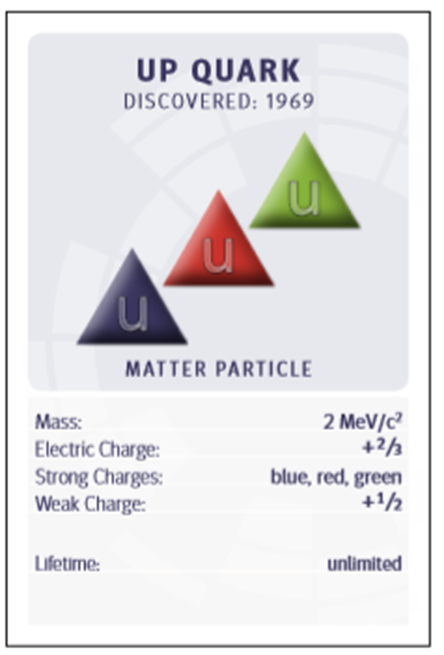 UP QUARK
DISCOVERED: 1969
u
u
u
MATTER PARTICLE
Mass: 2 MeV/c²
Electric Charge: +²/₃
Strong Charges: blue, red, green
Weak Charge: +¹/₂
Lifetime: unlimited